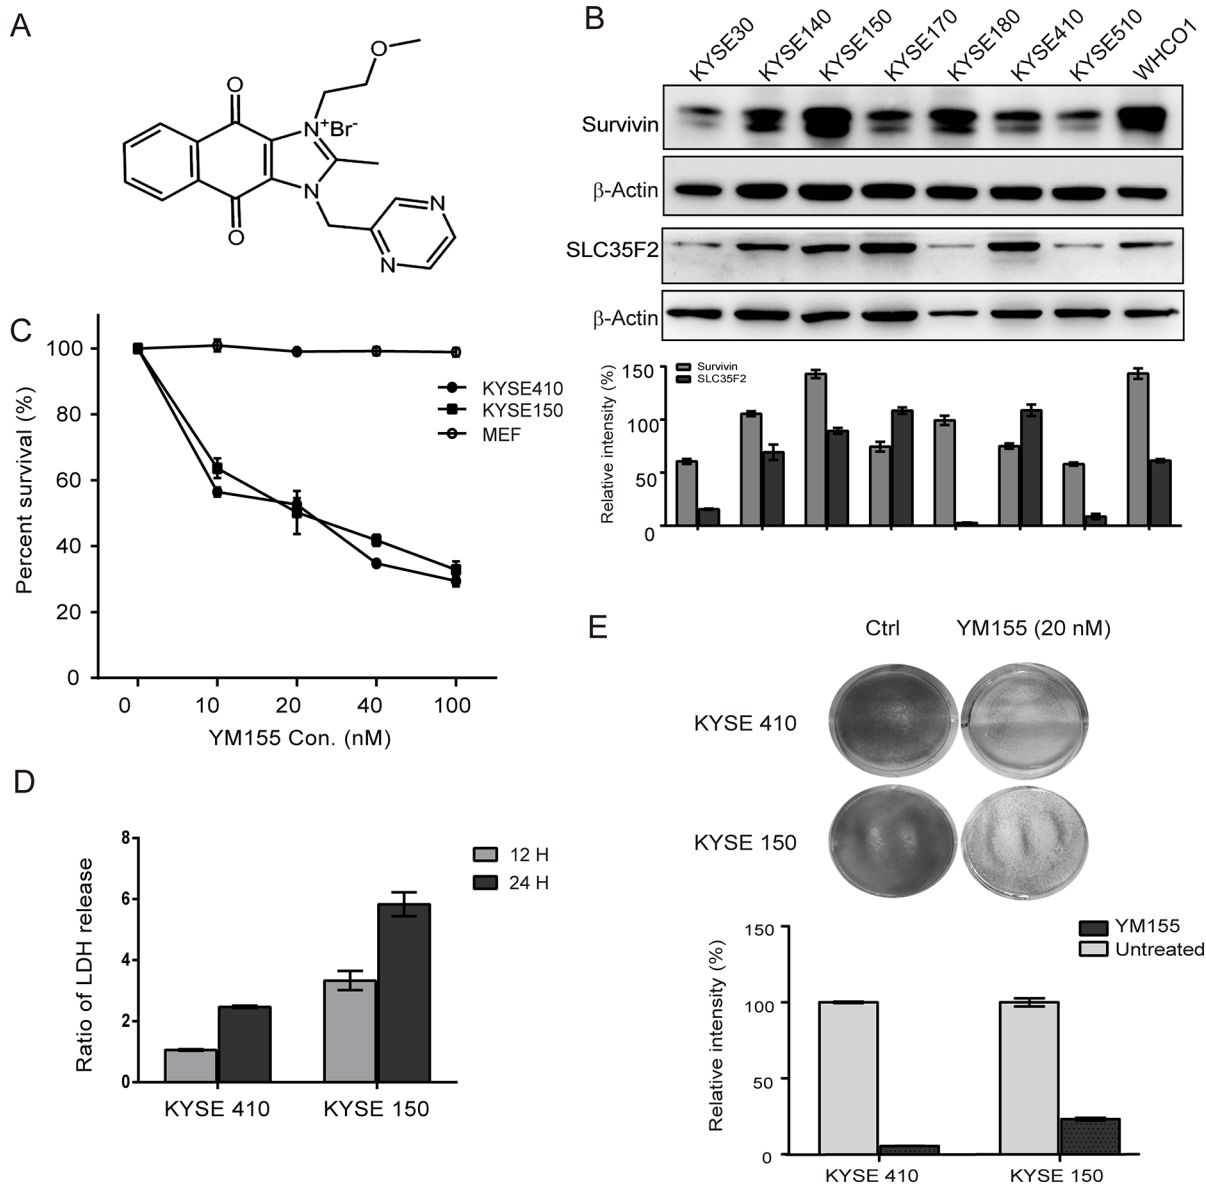 A
O
O
N
+
Br-
N
O
N
N
B
KYSE30
KYSE140
KYSE150
KYSE170
KYSE180
KYSE410
KYSE510
WHCO1
Survivin
β-Actin
SLC35F2
β-Actin
Relative intensity (%)
150
100
50
0
Survivin
SLC35F2
C
Percent survival (%)
100
80
60
40
20
0
KYSE410
KYSE150
MEF
0 10 20 40 100
YM155 Con. (nM)
D
Ratio of LDH release
8
6
4
2
0
12 H
24 H
KYSE 410 KYSE 150
E
Ctrl YM155 (20 nM)
KYSE 410
KYSE 150
Relative intensity (%)
150
100
50
0
YM155
Untreated
KYSE 410 KYSE 150